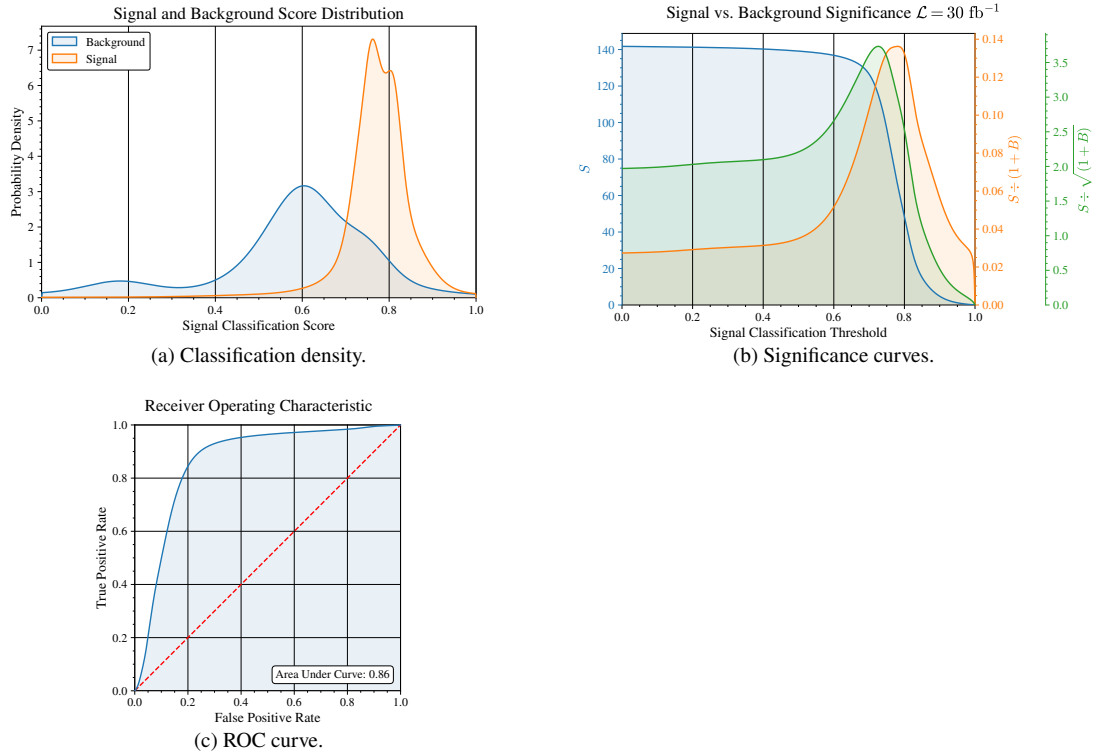 Signal and Background Score Distribution
Background
Signal
Probability Density
7
6
5
4
3
2
1
0
0.0 0.2 0.4 0.6 0.8 1.0
Signal Classification Score
(a) Classification density.
Signal vs. Background Significance ℒ = 30 fb⁻¹
S
140
120
100
80
60
40
20
0
0.0 0.2 0.4 0.6 0.8 1.0
Signal Classification Threshold
0.14
0.12
0.10
0.08
0.06
0.04
0.02
0.00
S ÷ (1 + B)
3.5
3.0
2.5
2.0
1.5
1.0
0.5
0.0
S ÷ √(1 + B)
(b) Significance curves.
Receiver Operating Characteristic
True Positive Rate
1.0
0.8
0.6
0.4
0.2
0.0
Area Under Curve: 0.86
0.0 0.2 0.4 0.6 0.8 1.0
False Positive Rate
(c) ROC curve.